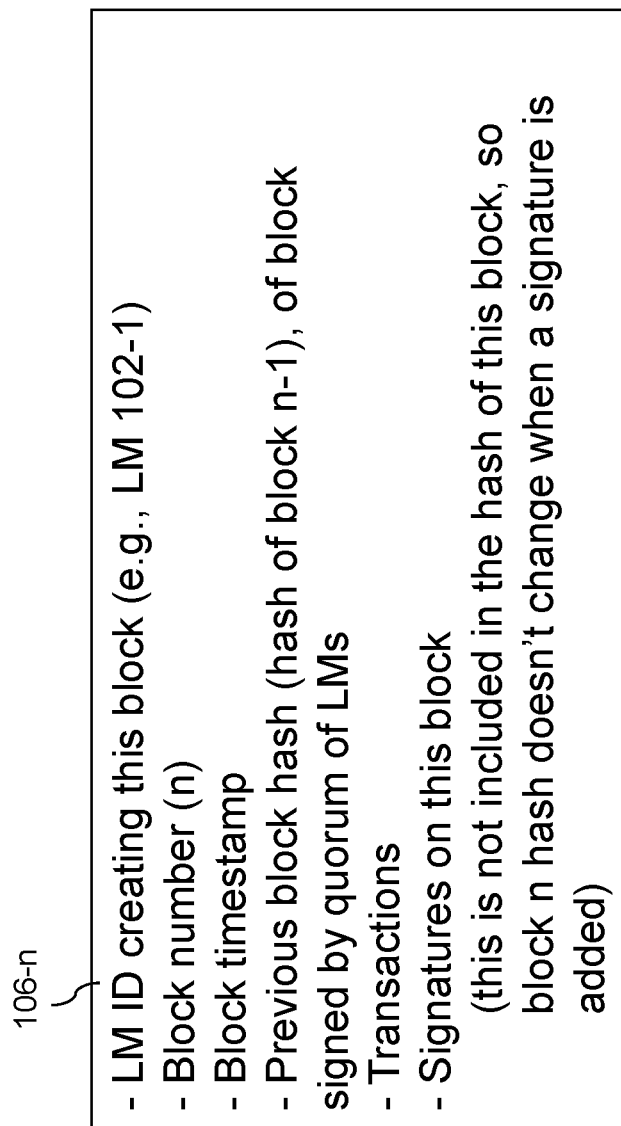 106-n
- LM ID creating this block (e.g., LM 102-1)
- Block number (n)
- Block timestamp
- Previous block hash (hash of block n-1), of block
signed by quorum of LMs
- Transactions
- Signatures on this block
(this is not included in the hash of this block, so
block n hash doesn't change when a signature is
added)